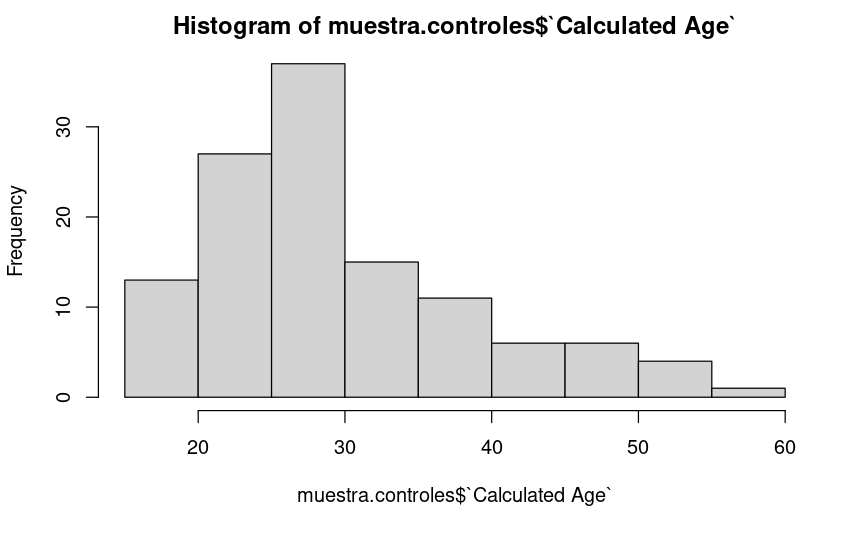 Histogram of muestra.controles$`Calculated Age`
Frequency
30
20
10
0
20 30 40 50 60
muestra.controles$`Calculated Age`